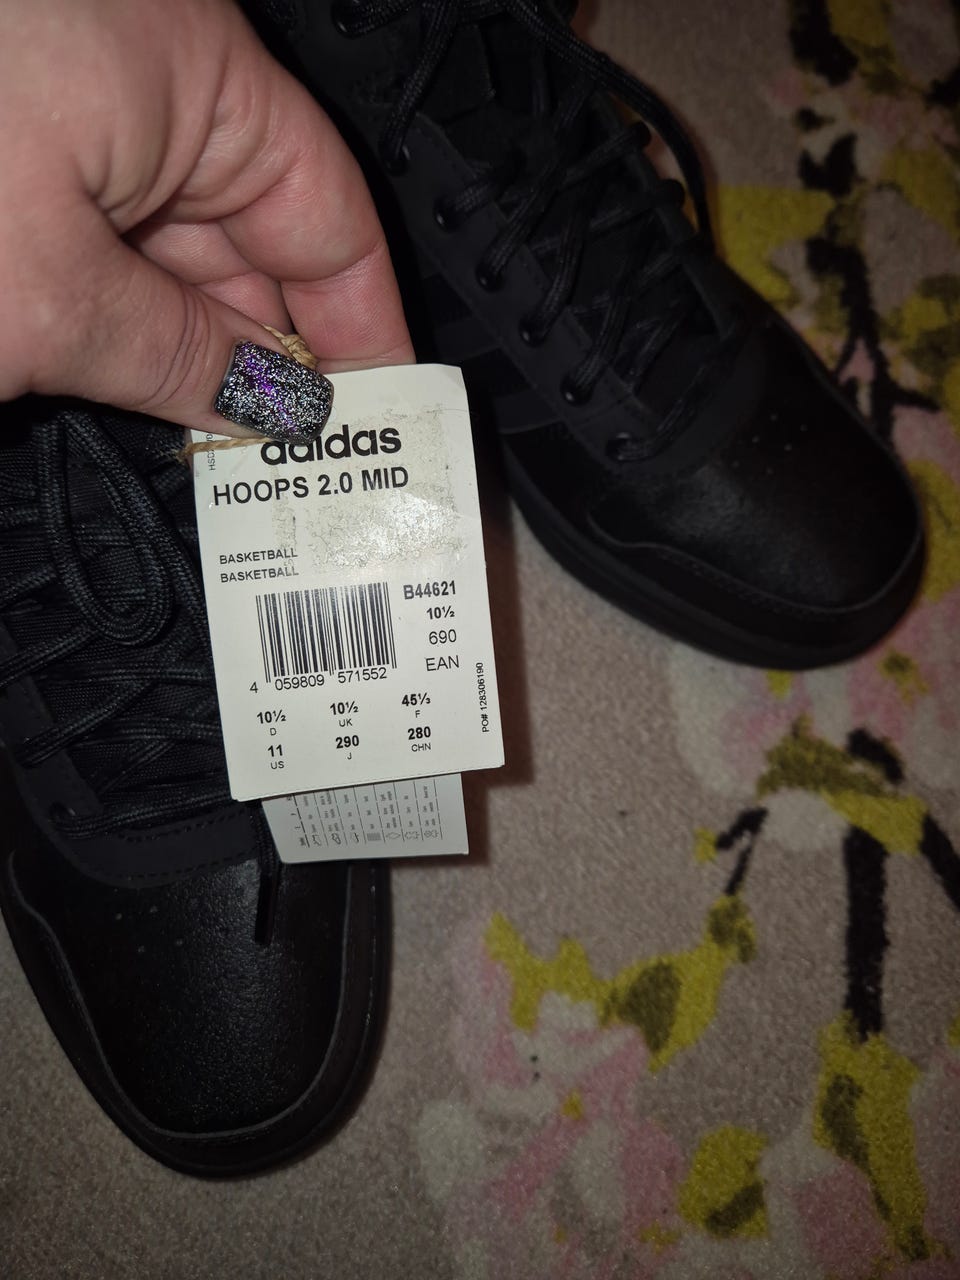 adidas
HOOPS 2.0 MID
BASKETBALL
BASKETBALL
B44621
10½
690
EAN
4 059809 571552
10½ 10½ 45⅓
D UK F
11 290 280
US J CHN
PO# 128306190